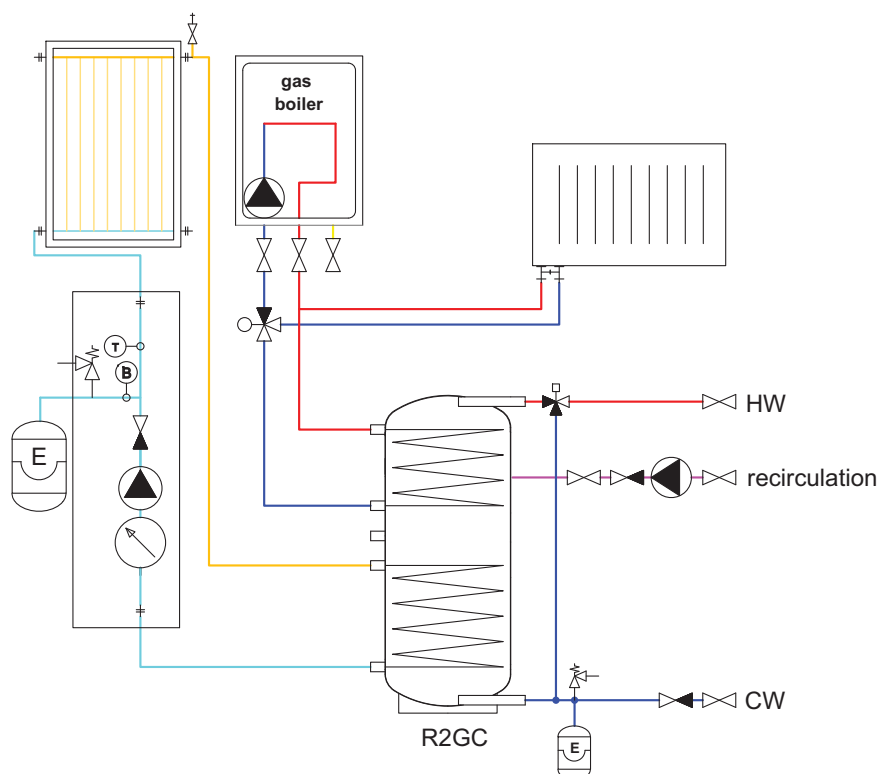 gas
boiler
T
B
E
HW
recirculation
CW
R2GC
E